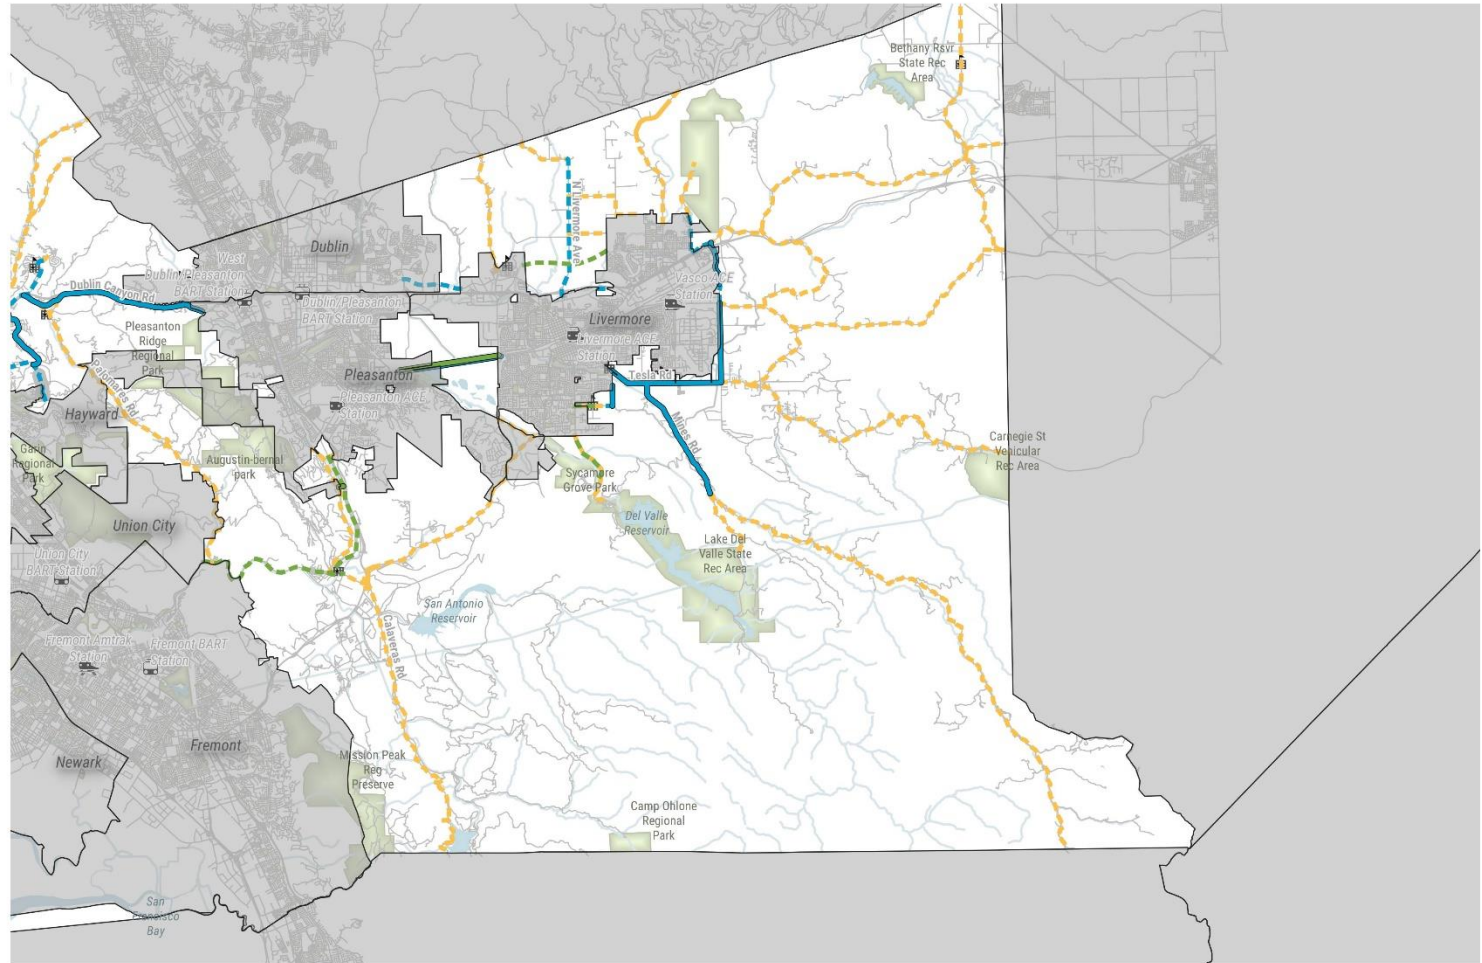 Bethany Rsvr
State Rec
Area
N Livermore Ave
Dublin
West
Dublin/Pleasanton
BART Station
Dublin/Pleasanton
BART Station
Vasco ACE
Station
Dublin Canyon Rd
Livermore
Livermore ACE
Station
Pleasanton
Ridge
Regional
Park
Tesla Rd
Pleasanton
Pleasanton ACE
Station
Palomares Rd
Hayward
Mines Rd
Carnegie St
Vehicular
Rec Area
Garin
Regional
Park
Augustin-bernal
park
Sycamore
Grove Park
Union City
Del Valle
Reservoir
Lake Del
Valle State
Rec Area
Union City
BART Station
San Antonio
Reservoir
Fremont Amtrak
Station
Fremont BART
Station
Calaveras Rd
Fremont
Newark
Mission Peak
Reg
Preserve
Camp Ohlone
Regional
Park
San
Francisco
Bay